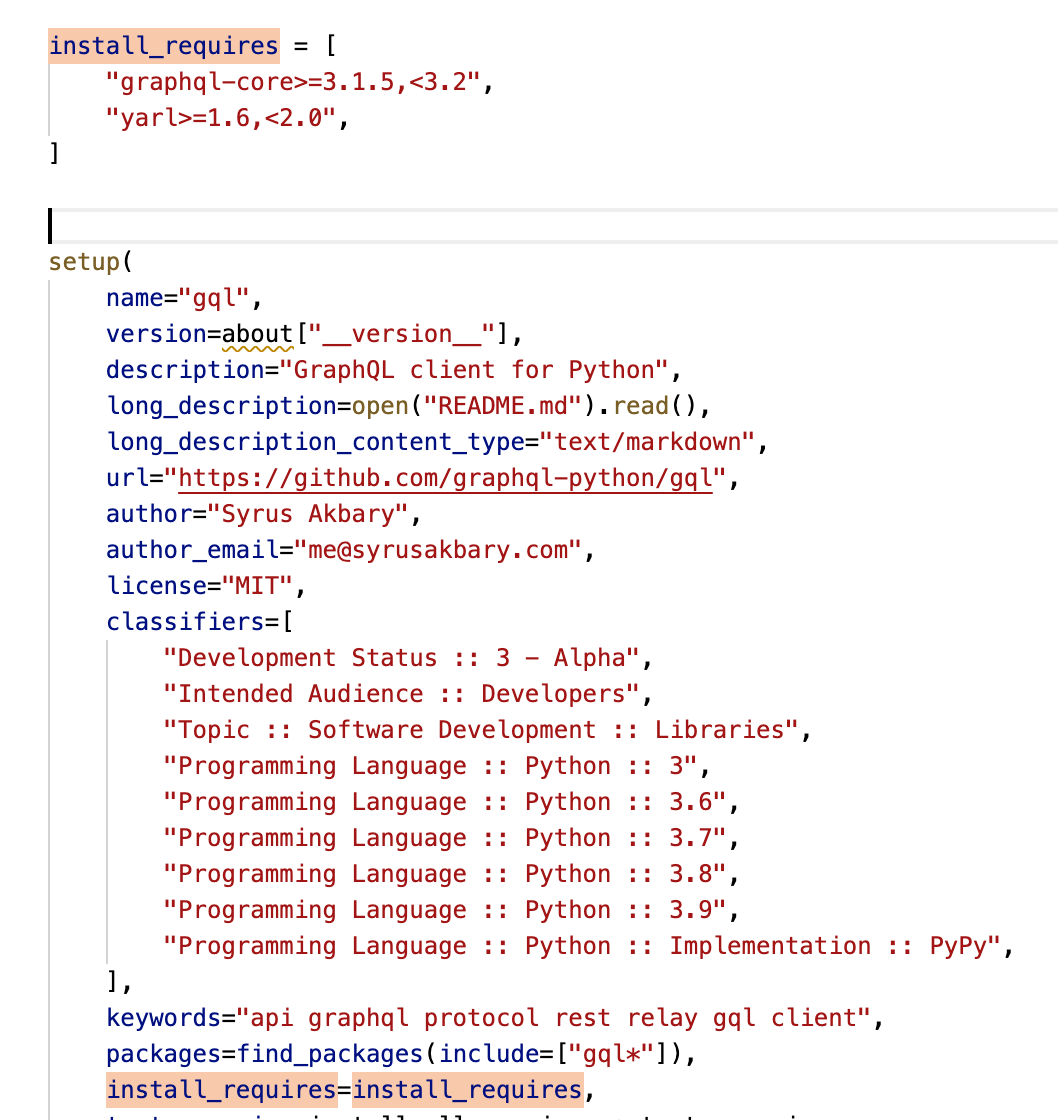 install_requires = [
    "graphql-core>=3.1.5,<3.2",
    "yarl>=1.6,<2.0",
]
setup(
    name="gql",
    version=about["__version__"],
    description="GraphQL client for Python",
    long_description=open("README.md").read(),
    long_description_content_type="text/markdown",
    url="https://github.com/graphql-python/gql",
    author="Syrus Akbary",
    author_email="me@syrusakbary.com",
    license="MIT",
    classifiers=[
        "Development Status :: 3 - Alpha",
        "Intended Audience :: Developers",
        "Topic :: Software Development :: Libraries",
        "Programming Language :: Python :: 3",
        "Programming Language :: Python :: 3.6",
        "Programming Language :: Python :: 3.7",
        "Programming Language :: Python :: 3.8",
        "Programming Language :: Python :: 3.9",
        "Programming Language :: Python :: Implementation :: PyPy",
    ],
    keywords="api graphql protocol rest relay gql client",
    packages=find_packages(include=["gql*"]),
    install_requires=install_requires,